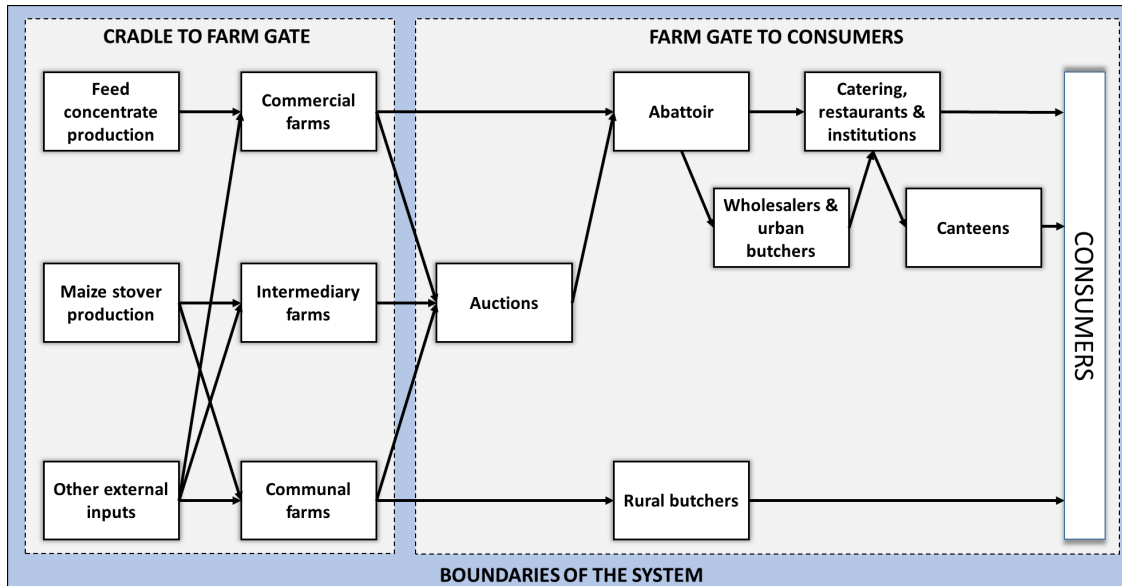 CRADLE TO FARM GATE
FARM GATE TO CONSUMERS
Feed
concentrate
production
Commercial
farms
Abattoir
Catering,
restaurants &
institutions
Wholesalers &
urban
butchers
Canteens
Maize stover
production
Intermediary
farms
Auctions
CONSUMERS
Other external
inputs
Communal
farms
Rural butchers
BOUNDARIES OF THE SYSTEM